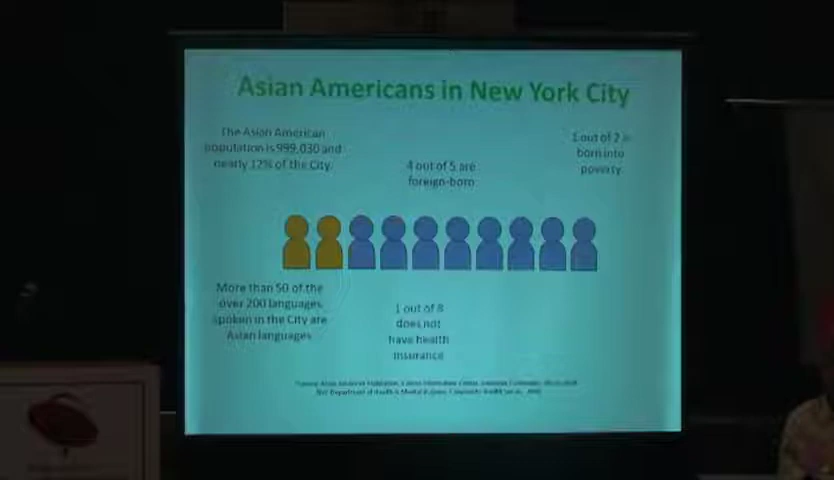 Asian Americans in New York City
The Asian American
population is 999,030 and
nearly 12% of the City.
4 out of 5 are
foreign-born
1 out of 2 is
born into
poverty
More than 50 of the
over 200 languages
spoken in the City are
Asian languages
1 out of 8
does not
have health
insurance